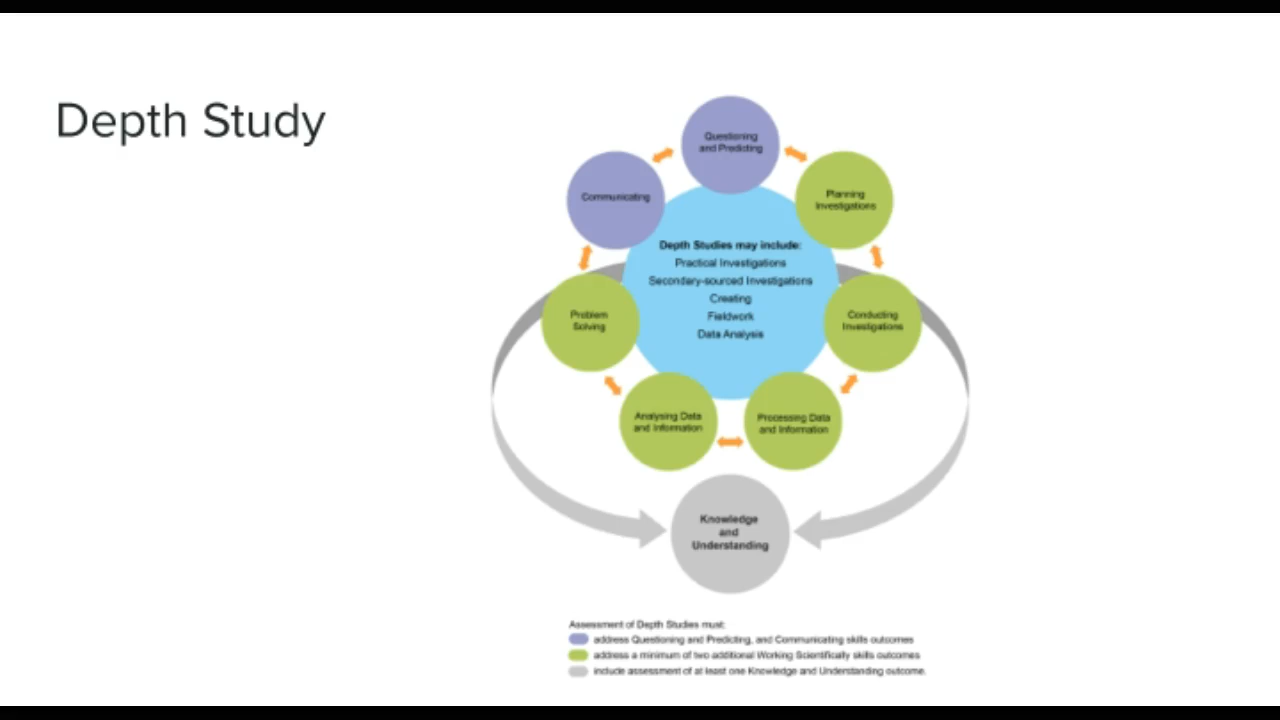 Depth Study
Questioning
and Predicting
Communicating
Planning
Investigations
Depth Studies may include:
Practical Investigations
Secondary-sourced Investigations
Creating
Fieldwork
Data Analysis
Problem
Solving
Conducting
Investigations
Analysing Data
and Information
Processing Data
and Information
Knowledge
and
Understanding
Assessment of Depth Studies must:
address Questioning and Predicting, and Communicating skills outcomes
address a minimum of two additional Working Scientifically skills outcomes
include assessment of at least one Knowledge and Understanding outcome.